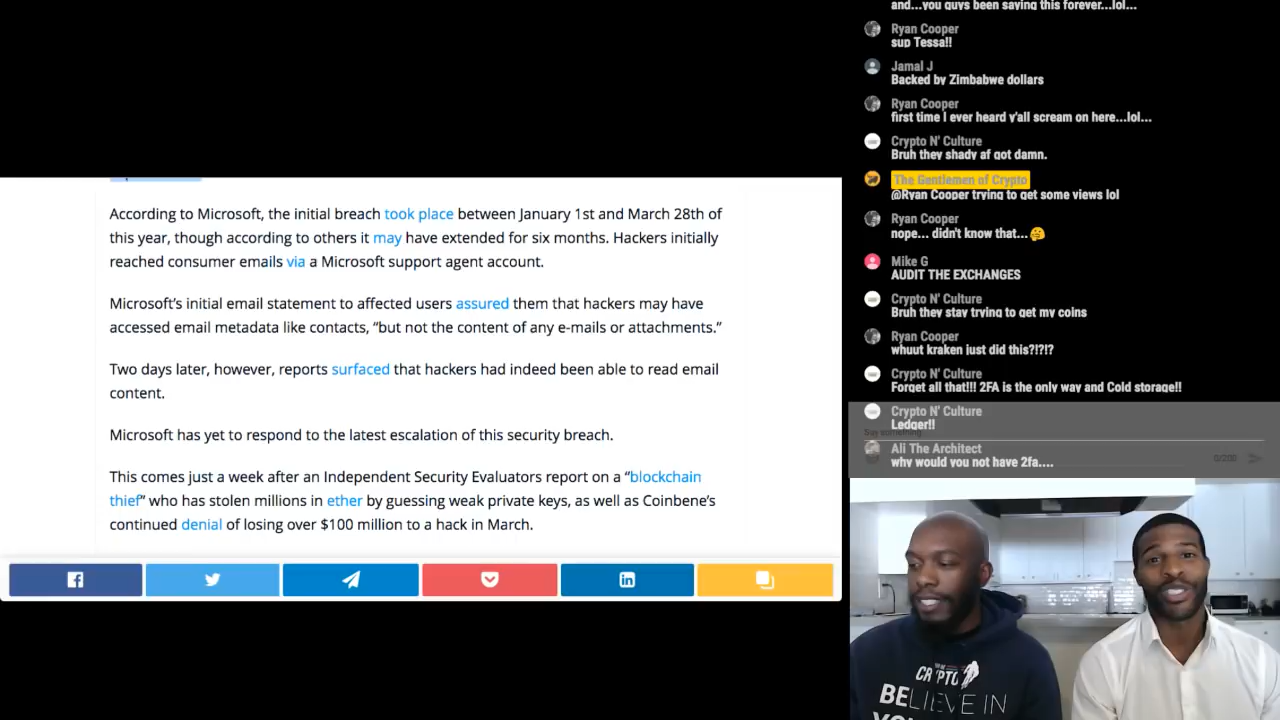 According to Microsoft, the initial breach took place between January 1st and March 28th of
this year, though according to others it may have extended for six months. Hackers initially
reached consumer emails via a Microsoft support agent account.
Microsoft's initial email statement to affected users assured them that hackers may have
accessed email metadata like contacts, “but not the content of any e-mails or attachments.”
Two days later, however, reports surfaced that hackers had indeed been able to read email
content.
Microsoft has yet to respond to the latest escalation of this security breach.
This comes just a week after an Independent Security Evaluators report on a “blockchain
thief” who has stolen millions in ether by guessing weak private keys, as well as Coinbene's
continued denial of losing over $100 million to a hack in March.
and...you guys been saying this forever...lol...
Ryan Cooper
sup Tessa!!
Jamal J
Backed by Zimbabwe dollars
Ryan Cooper
first time I ever heard y'all scream on here...lol...
Crypto N' Culture
Bruh they shady af got damn.
The Gentlemen of Crypto
@Ryan Cooper trying to get some views lol
Ryan Cooper
nope... didn't know that...🤔
Mike G
AUDIT THE EXCHANGES
Crypto N' Culture
Bruh they stay trying to get my coins
Ryan Cooper
whuut kraken just did this?!?!?
Crypto N' Culture
Forget all that!!! 2FA is the only way and Cold storage!!
Crypto N' Culture
Ledger!!
Say something...
0/200
Ali The Architect
why would you not have 2fa....
CRYPTO
BELIEVE IN